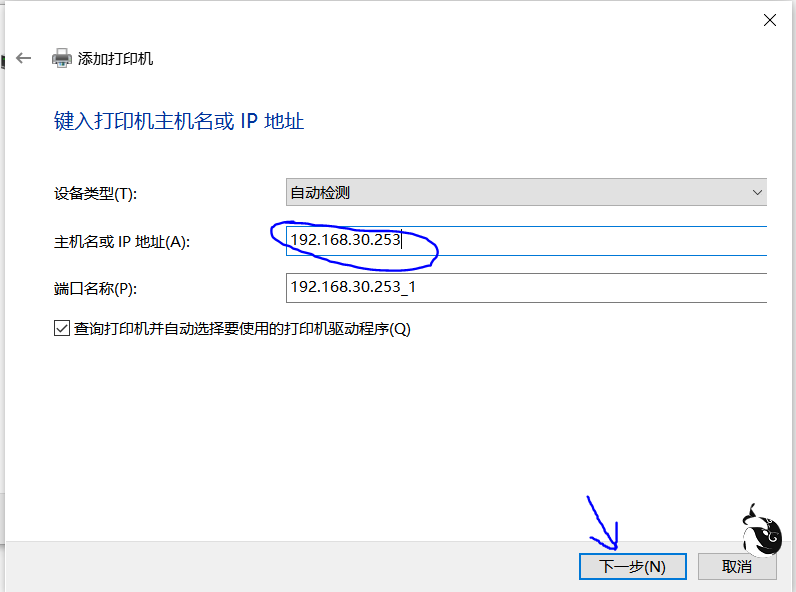 添加打印机
键入打印机主机名或 IP 地址
设备类型(T):
自动检测
主机名或 IP 地址(A):
192.168.30.253
端口名称(P):
192.168.30.253_1
查询打印机并自动选择要使用的打印机驱动程序(Q)
下一步(N)
取消